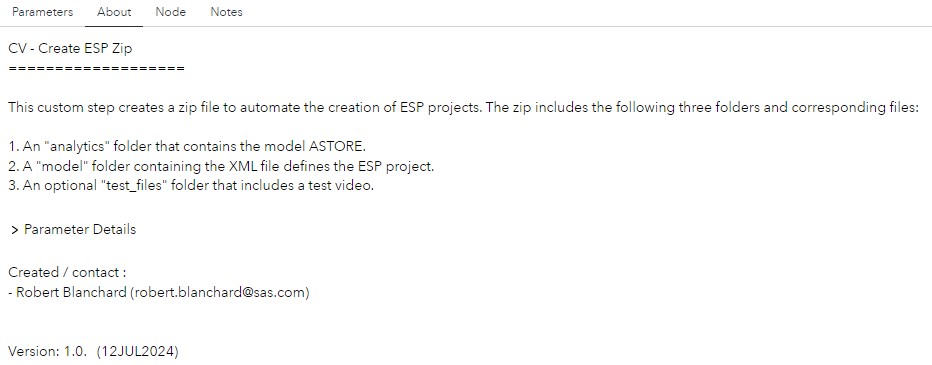 Parameters About Node Notes
CV - Create ESP Zip
===================
This custom step creates a zip file to automate the creation of ESP projects. The zip includes the following three folders and corresponding files:
1. An "analytics" folder that contains the model ASTORE.
2. A "model" folder containing the XML file defines the ESP project.
3. An optional "test_files" folder that includes a test video.
> Parameter Details
Created / contact :
- Robert Blanchard (robert.blanchard@sas.com)
Version: 1.0. (12JUL2024)